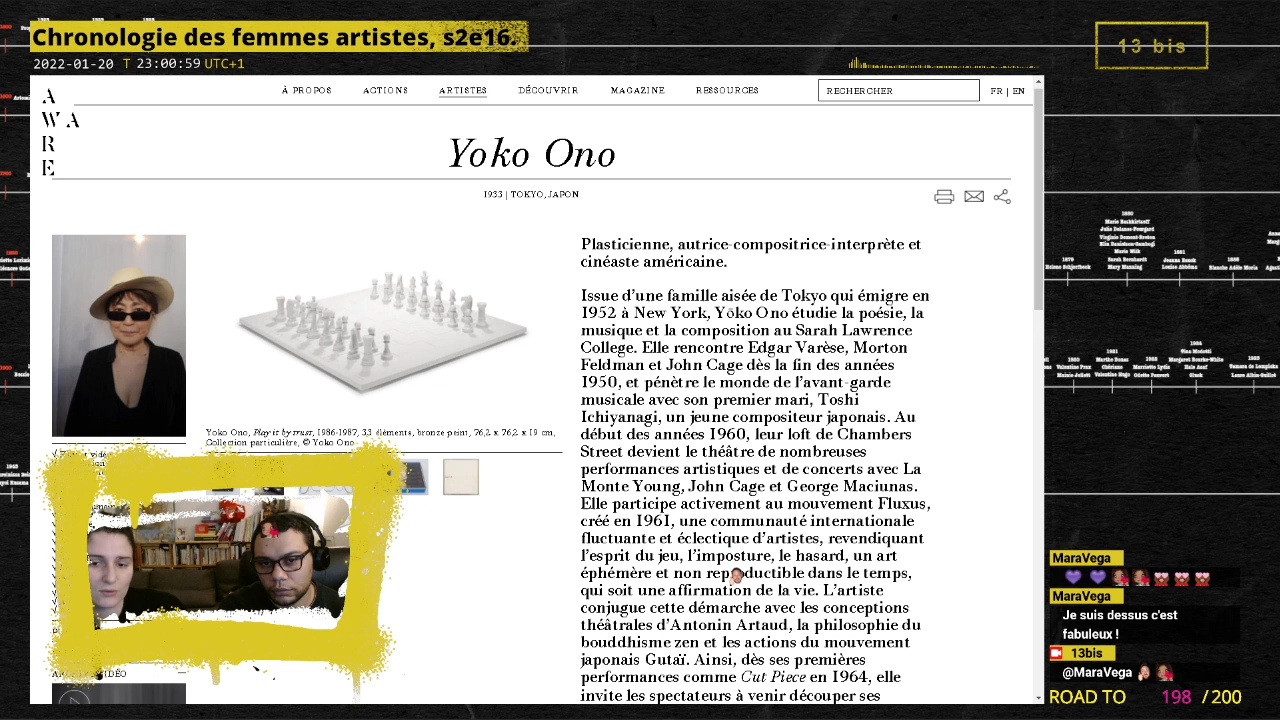 Chronologie des femmes artistes, s2e16.
2022-01-20 T 23:00:59 UTC+1
13 bis
A
W A
R
E
À PROPOS
ACTIONS
ARTISTES
DÉCOUVRIR
MAGAZINE
RESSOURCES
RECHERCHER
FR | EN
Yoko Ono
1933 | TOKYO, JAPON
Yoko Ono, Play it by trust, 1986-1987, 33 éléments, bronze peint, 76,2 x 76,2 x 19 cm,
Collection particulière, © Yoko Ono
Plasticienne, autrice-compositrice-interprète et
cinéaste américaine.
Issue d'une famille aisée de Tokyo qui émigre en
1952 à New York, Yōko Ono étudie la poésie, la
musique et la composition au Sarah Lawrence
College. Elle rencontre Edgar Varèse, Morton
Feldman et John Cage dès la fin des années
1950, et pénètre le monde de l'avant-garde
musicale avec son premier mari, Toshi
Ichiyanagi, un jeune compositeur japonais. Au
début des années 1960, leur loft de Chambers
Street devient le théâtre de nombreuses
performances artistiques et de concerts avec La
Monte Young, John Cage et George Maciunas.
Elle participe activement au mouvement Fluxus,
créé en 1961, une communauté internationale
fluctuante et éclectique d'artistes, revendiquant
l'esprit du jeu, l'imposture, le hasard, un art
éphémère et non reproductible dans le temps,
qui soit une affirmation de la vie. L'artiste
conjugue cette démarche avec les conceptions
théâtrales d'Antonin Artaud, la philosophie du
bouddhisme zen et les actions du mouvement
japonais Gutaï. Ainsi, dès ses premières
performances comme Cut Piece en 1964, elle
invite les spectateurs à venir découper ses
1880
Marie Bashkirtseff
Sarah Bernhardt
Mary Manning
1881
Louise Abbéma
MaraVega
MaraVega
Je suis dessus c'est
fabuleux !
13bis
@MaraVega
ROAD TO 198 / 200